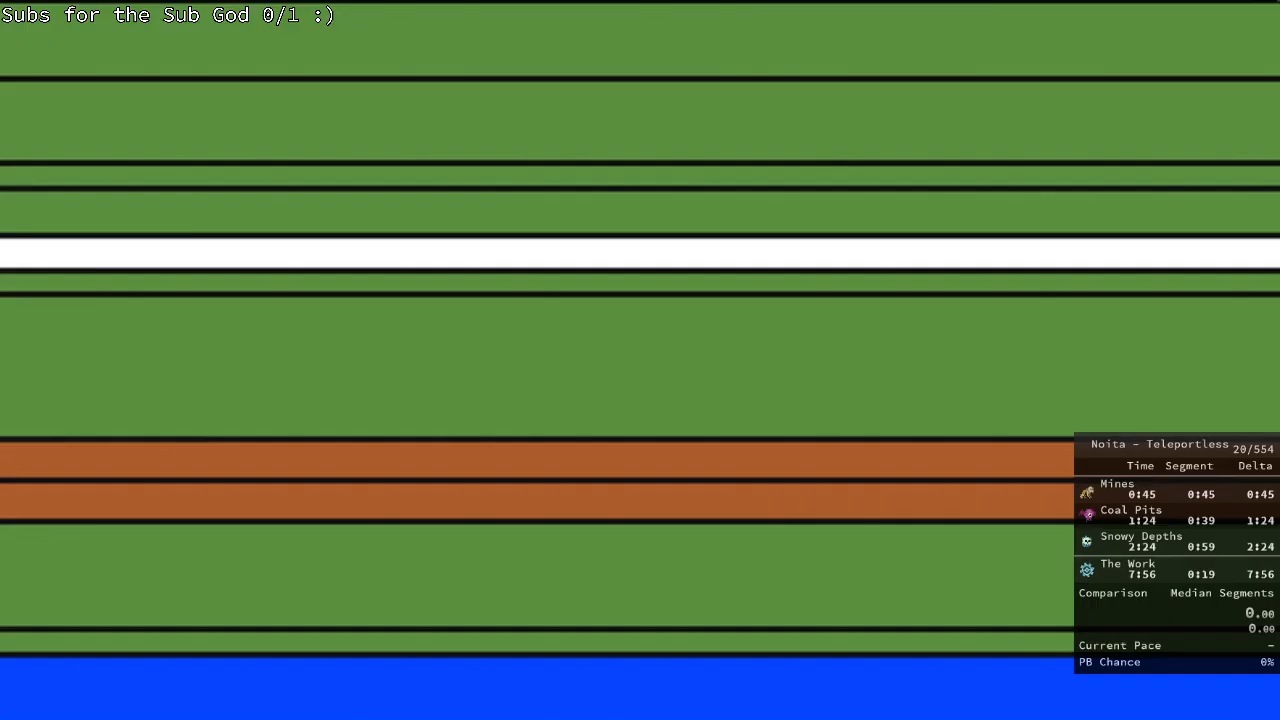 Subs for the Sub God 0/1 :)
Noita - Teleportless 20/554
Time Segment Delta
Mines
0:45 0:45 0:45
Coal Pits
1:24 0:39 1:24
Snowy Depths
2:24 0:59 2:24
The Work
7:56 0:19 7:56
Comparison Median Segments
0.00
0.00
Current Pace -
PB Chance 0%